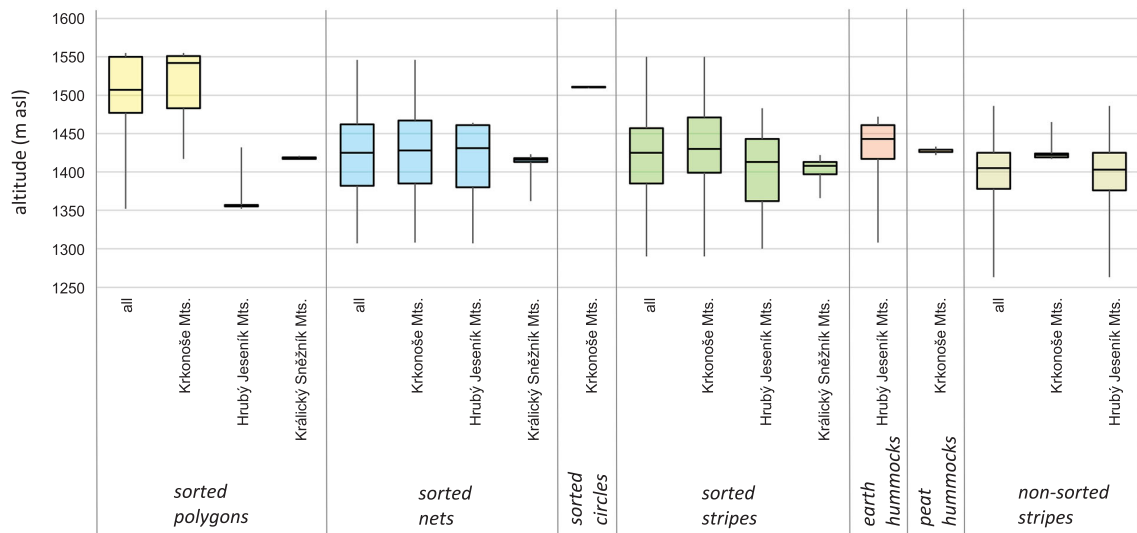 1600
1550
1500
1450
1400
1350
1300
1250
altitude (m asl)
all
Krkonoše Mts.
Hrubý Jeseník Mts.
Králický Sněžník Mts.
all
Krkonoše Mts.
Hrubý Jeseník Mts.
Králický Sněžník Mts.
Krkonoše Mts.
all
Krkonoše Mts.
Hrubý Jeseník Mts.
Králický Sněžník Mts.
Hrubý Jeseník Mts.
Krkonoše Mts.
all
Krkonoše Mts.
Hrubý Jeseník Mts.
sorted
polygons
sorted
nets
sorted
circles
sorted
stripes
earth
hummocks
peat
hummocks
non-sorted
stripes